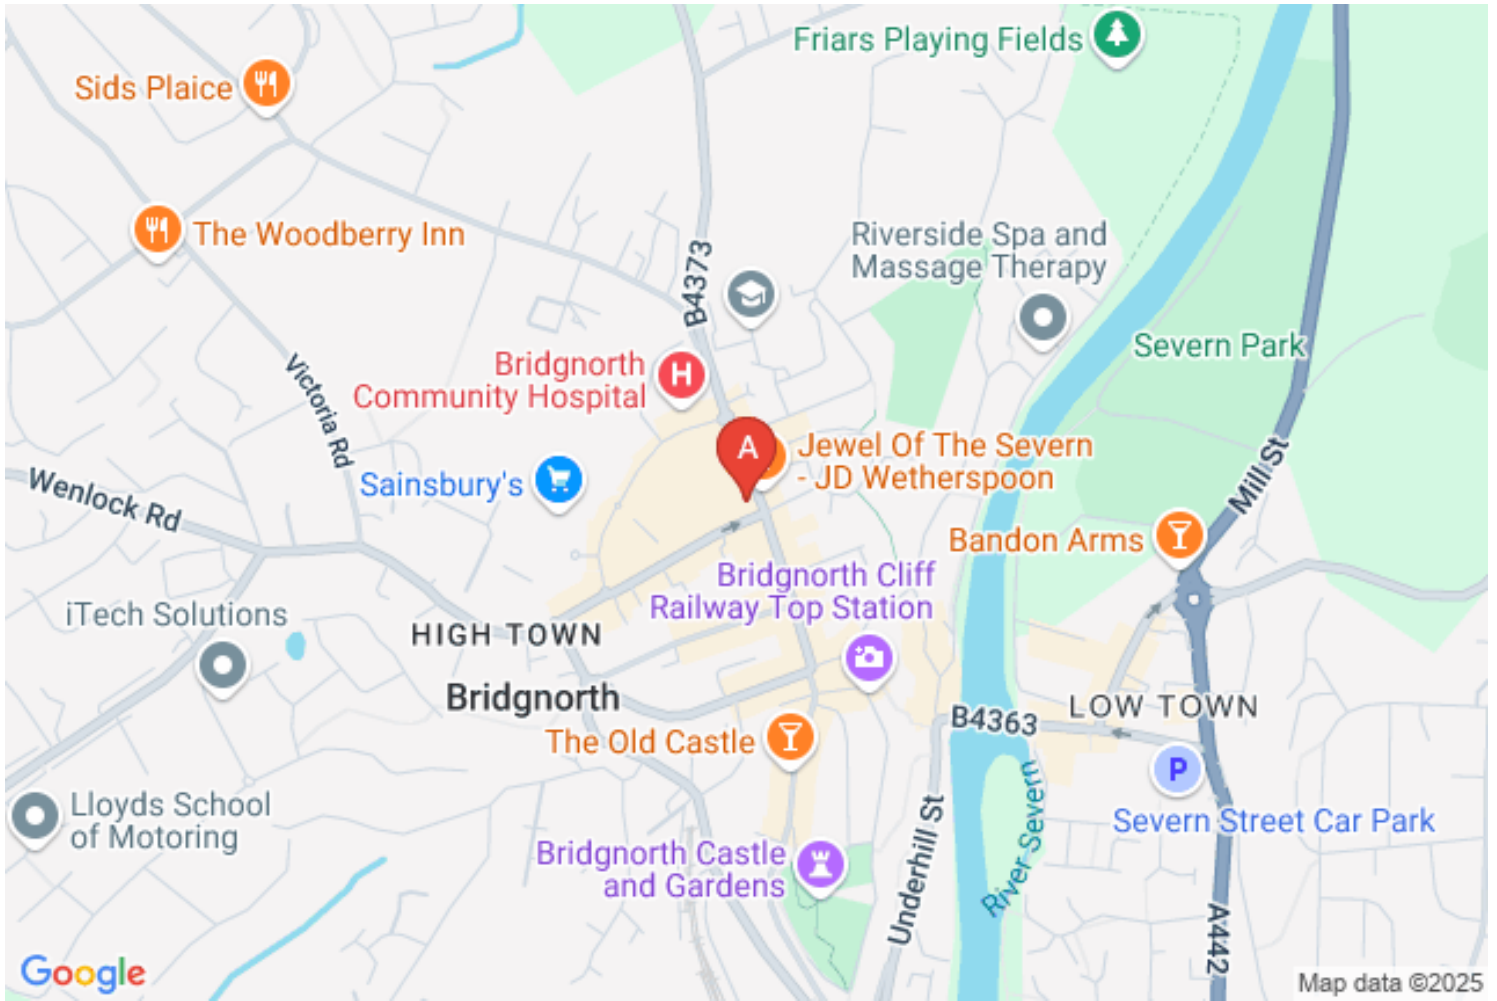 Friars Playing Fields
Sids Plaice
The Woodberry Inn
Riverside Spa and
Massage Therapy
B4373
Severn Park
Bridgnorth
Community Hospital
H
Victoria Rd
A
Jewel Of The Severn
- JD Wetherspoon
Sainsbury's
Wenlock Rd
Mill St
Bandon Arms
Bridgnorth Cliff
Railway Top Station
iTech Solutions
HIGH TOWN
Bridgnorth
LOW TOWN
B4363
The Old Castle
P
Severn Street Car Park
Lloyds School
of Motoring
River Severn
Underhill St
Bridgnorth Castle
and Gardens
A442
Google
Map data ©2025